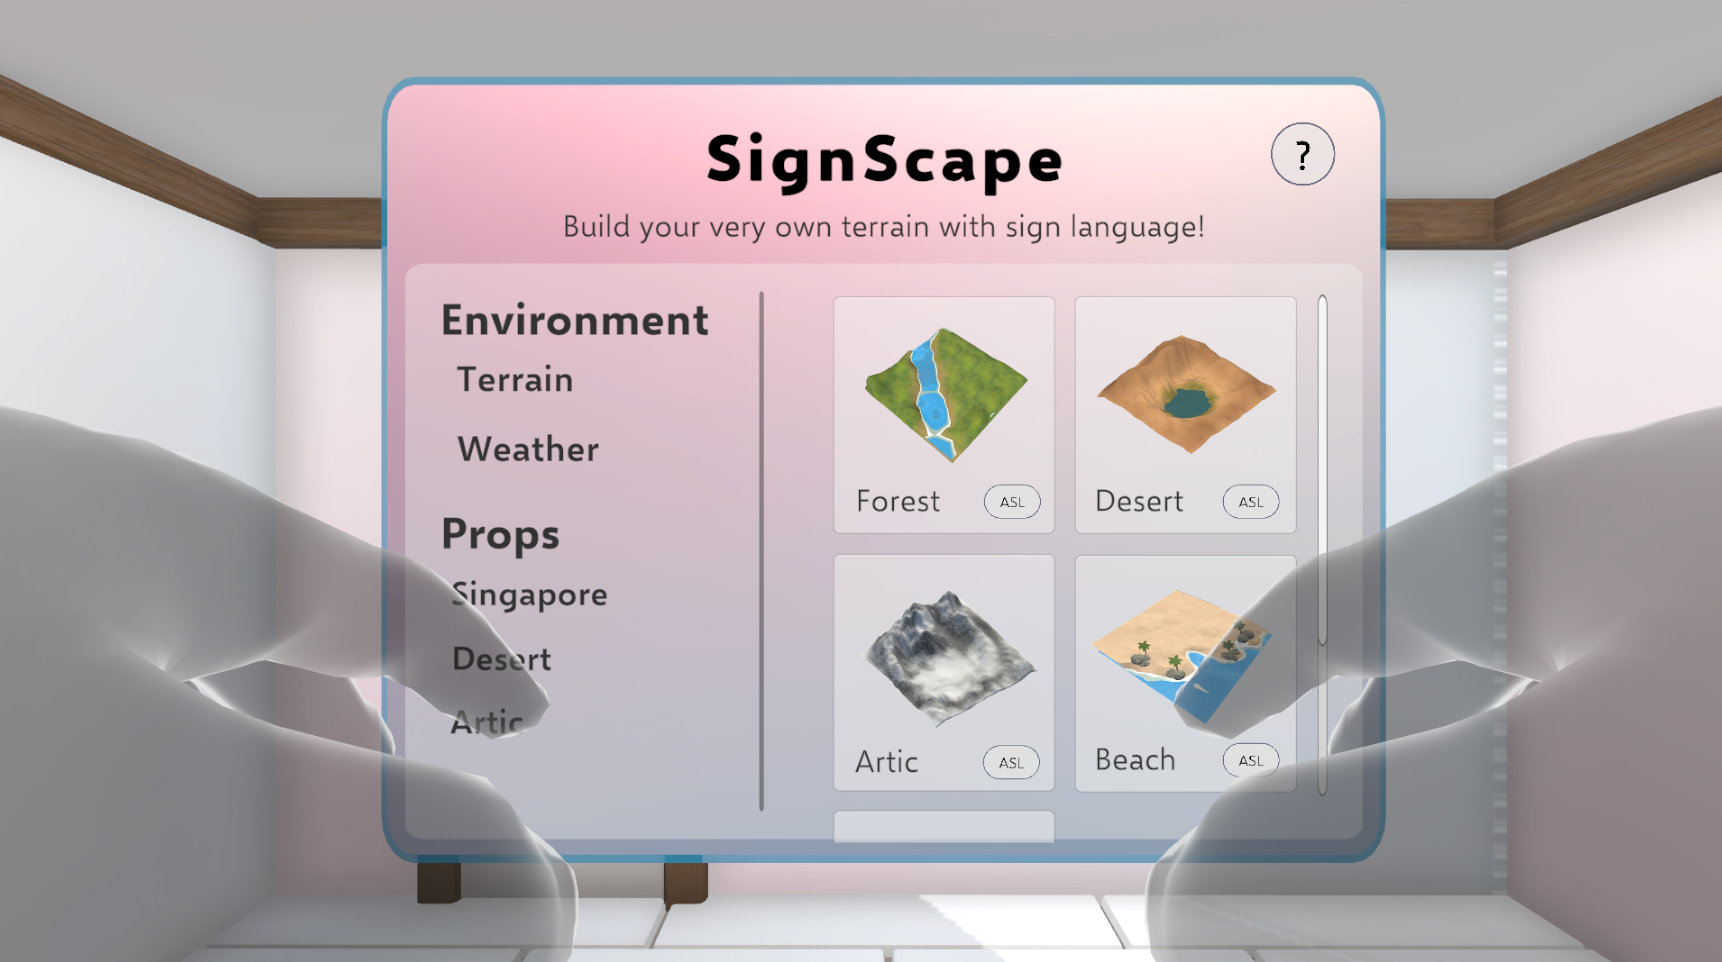 SignScape
?
Build your very own terrain with sign language!
Environment
Terrain
Weather
Props
Singapore
Desert
Artic
Forest ASL
Desert ASL
Artic ASL
Beach ASL